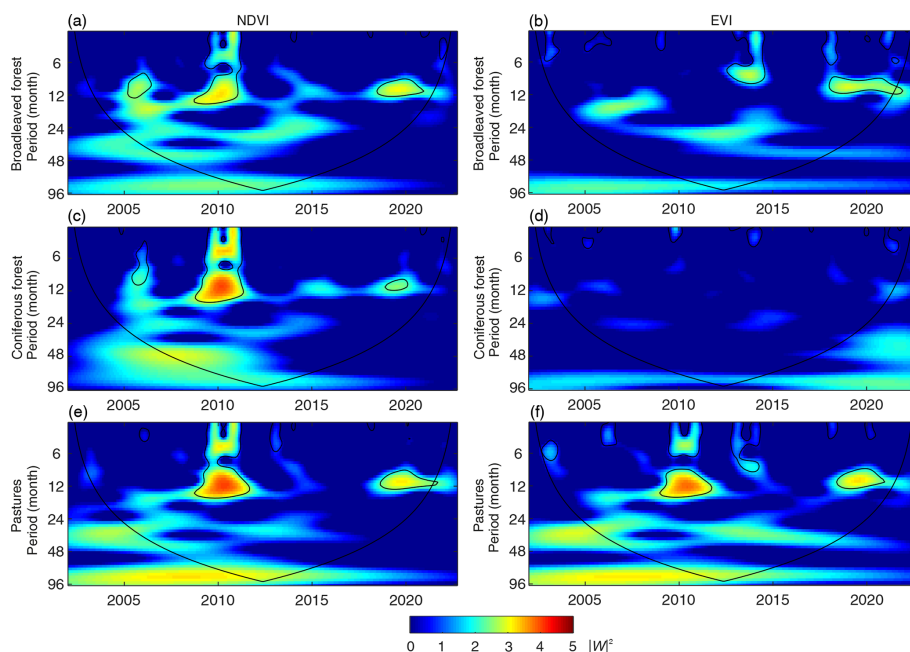 NDVI
EVI
(a)
(b)
Broadleaved forest
Period (month)
6
12
24
48
96
2005
2010
2015
2020
Broadleaved forest
Period (month)
6
12
24
48
96
2005
2010
2015
2020
(c)
(d)
Coniferous forest
Period (month)
6
12
24
48
96
2005
2010
2015
2020
Coniferous forest
Period (month)
6
12
24
48
96
2005
2010
2015
2020
(e)
(f)
Pastures
Period (month)
6
12
24
48
96
2005
2010
2015
2020
Pastures
Period (month)
6
12
24
48
96
2005
2010
2015
2020
0 1 2 3 4 5 |W|²